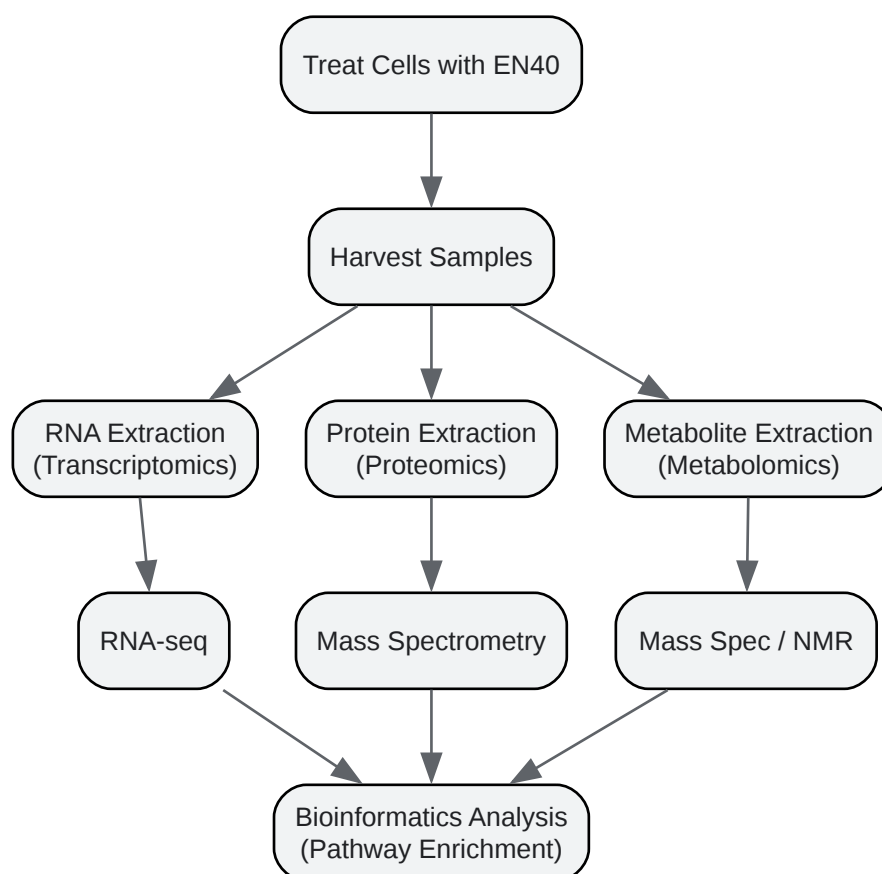 Treat Cells with EN40
Harvest Samples
RNA Extraction
(Transcriptomics)
Protein Extraction
(Proteomics)
Metabolite Extraction
(Metabolomics)
RNA-seq
Mass Spectrometry
Mass Spec / NMR
Bioinformatics Analysis
(Pathway Enrichment)